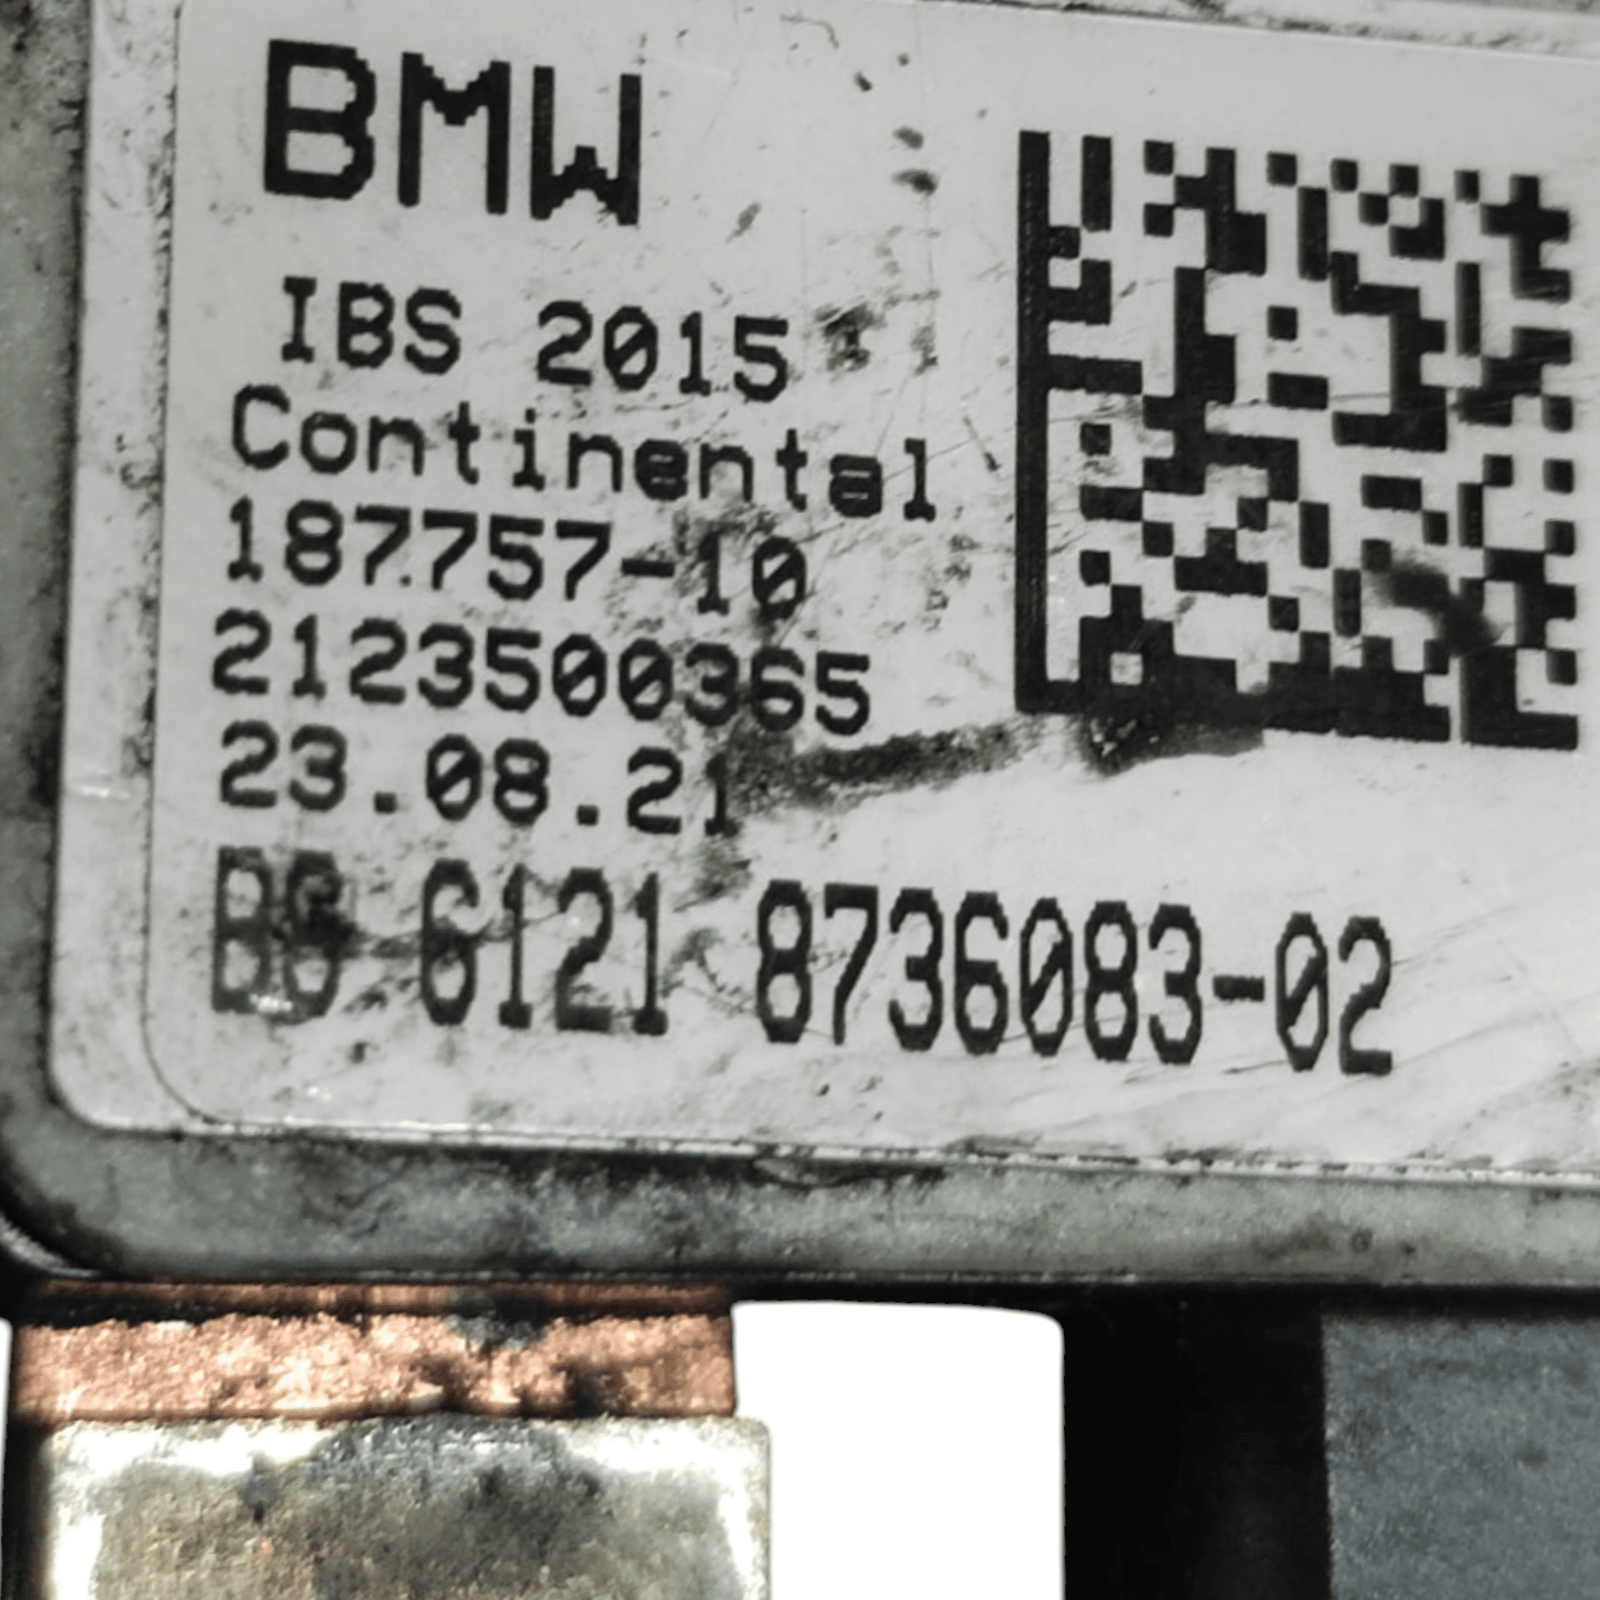 BMW
IBS 2015
Continental
187757-10
2123500365
23.08.21
6121 8736083-02